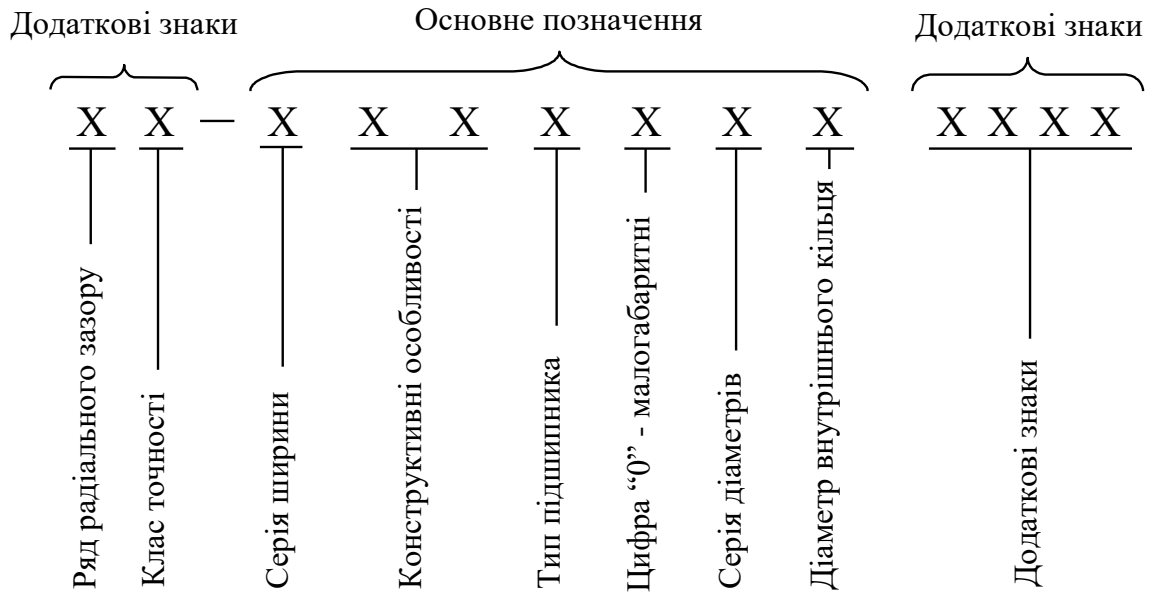 Додаткові знаки
Основне позначення
Додаткові знаки
X X — X X X X X X X X X X X
Ряд радіального зазору
Клас точності
Серія ширини
Конструктивні особливості
Тип підшипника
Цифра “0” - малогабаритні
Серія діаметрів
Діаметр внутрішнього кільця
Додаткові знаки